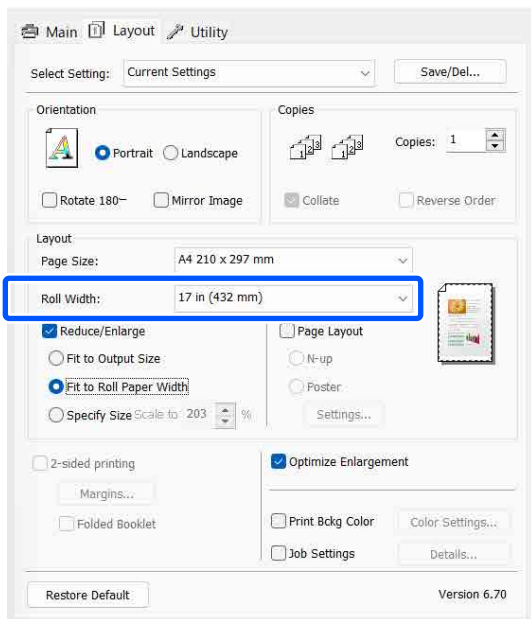 Main Layout Utility
Select Setting: Current Settings Save/Del...
Orientation Copies
Portrait Landscape Copies: 1
Rotate 180° Mirror Image Collate Reverse Order
Layout
Page Size: A4 210 x 297 mm
Roll Width: 17 in (432 mm)
Reduce/Enlarge Page Layout
Fit to Output Size N-up
Fit to Roll Paper Width Poster
Specify Size Scale to 203 % Settings...
2-sided printing Optimize Enlargement
Margins...
Folded Booklet Print Bckg Color Color Settings...
Job Settings Details...
Restore Default Version 6.70